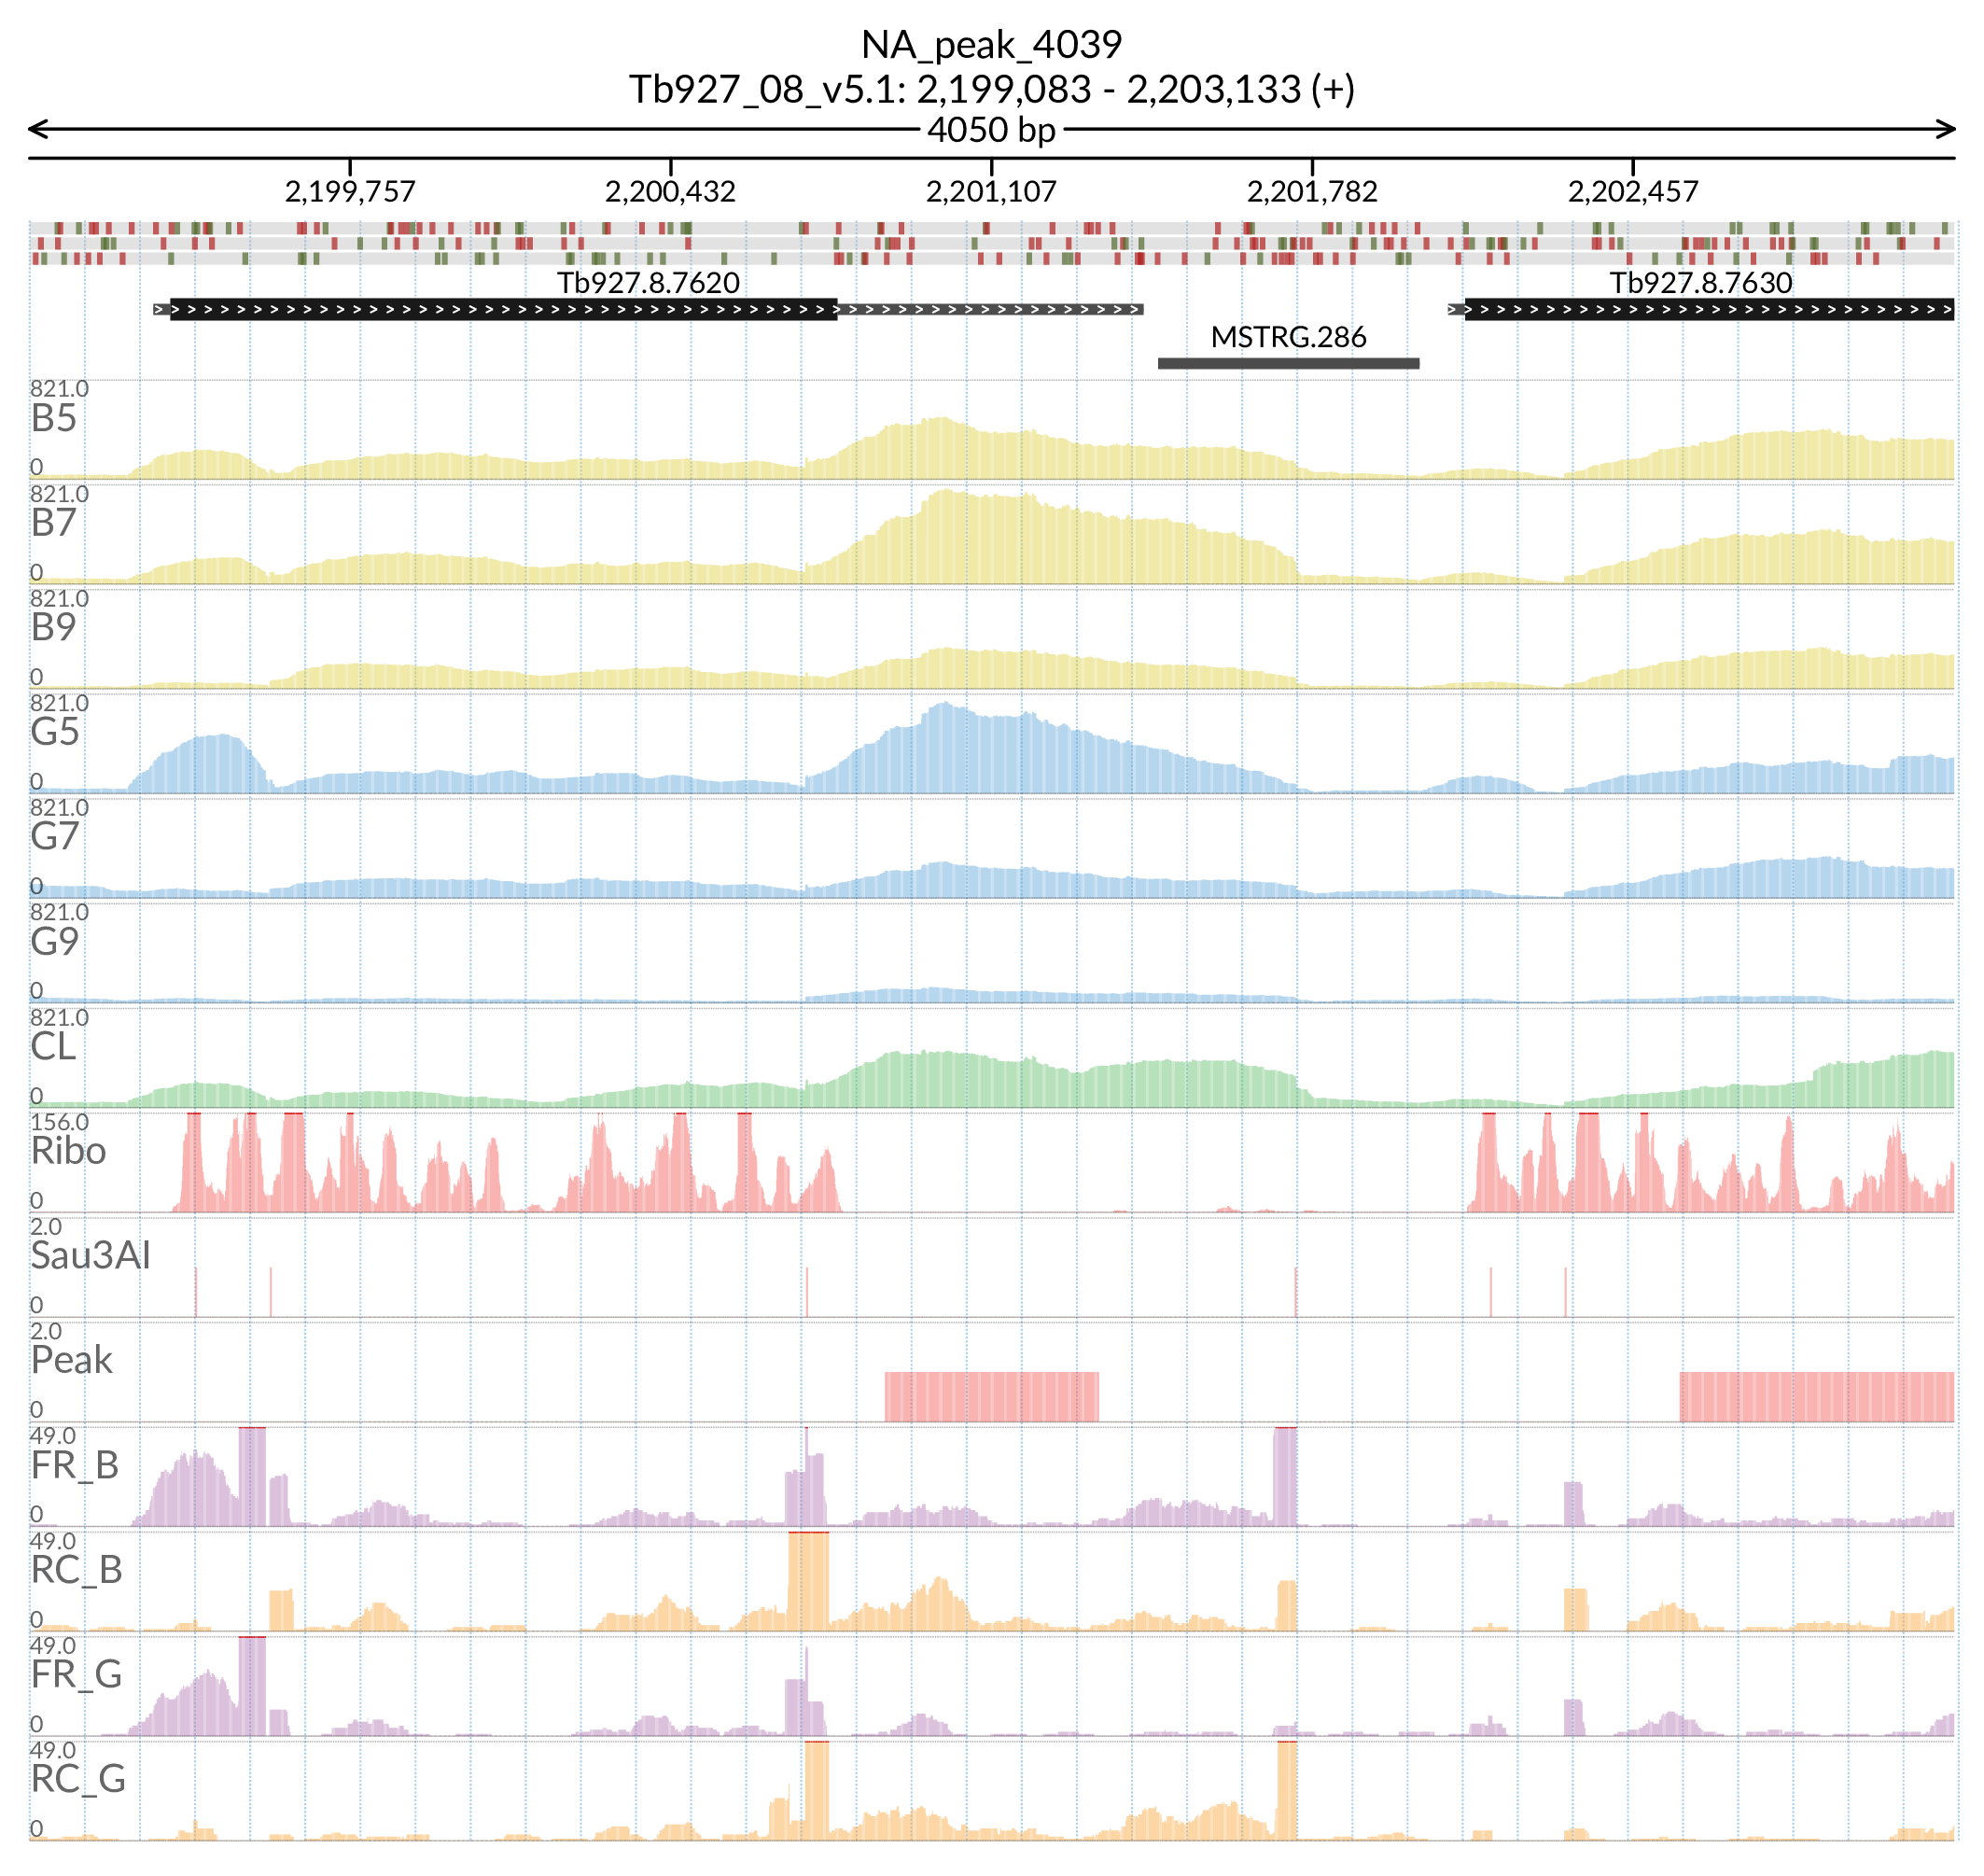 NA_peak_4039
Tb927_08_v5.1: 2,199,083 - 2,203,133 (+)
4050 bp
2,199,757 2,200,432 2,201,107 2,201,782 2,202,457
Tb927.8.7620 Tb927.8.7630
MSTRG.286
821.0
B5
0
821.0
B7
0
821.0
B9
0
821.0
G5
0
821.0
G7
0
821.0
G9
0
821.0
CL
0
156.0
Ribo
0
2.0
Sau3AI
0
2.0
Peak
0
49.0
FR_B
0
49.0
RC_B
0
49.0
FR_G
0
49.0
RC_G
0